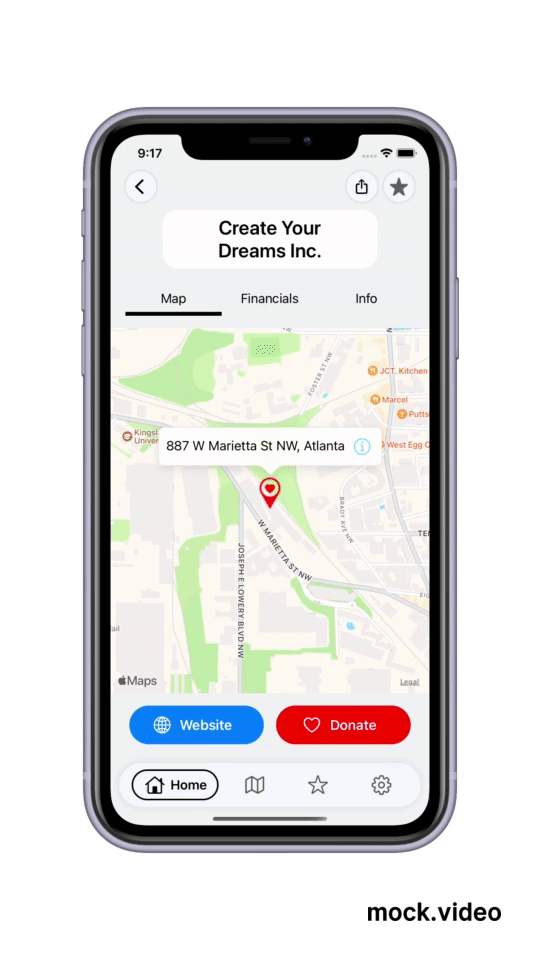 9:17
Create Your
Dreams Inc.
Map
Financials
Info
FOSTER ST NW
JCT. Kitchen
Marcel
Putts
Kingsl
Univer
887 W Marietta St NW, Atlanta
West Egg C
BRADY AVE NW
W MARIETTA ST NW
JOSEPH E LOWERY BLVD NW
TE
ail
Maps
Legal
Website
Donate
Home
mock.video